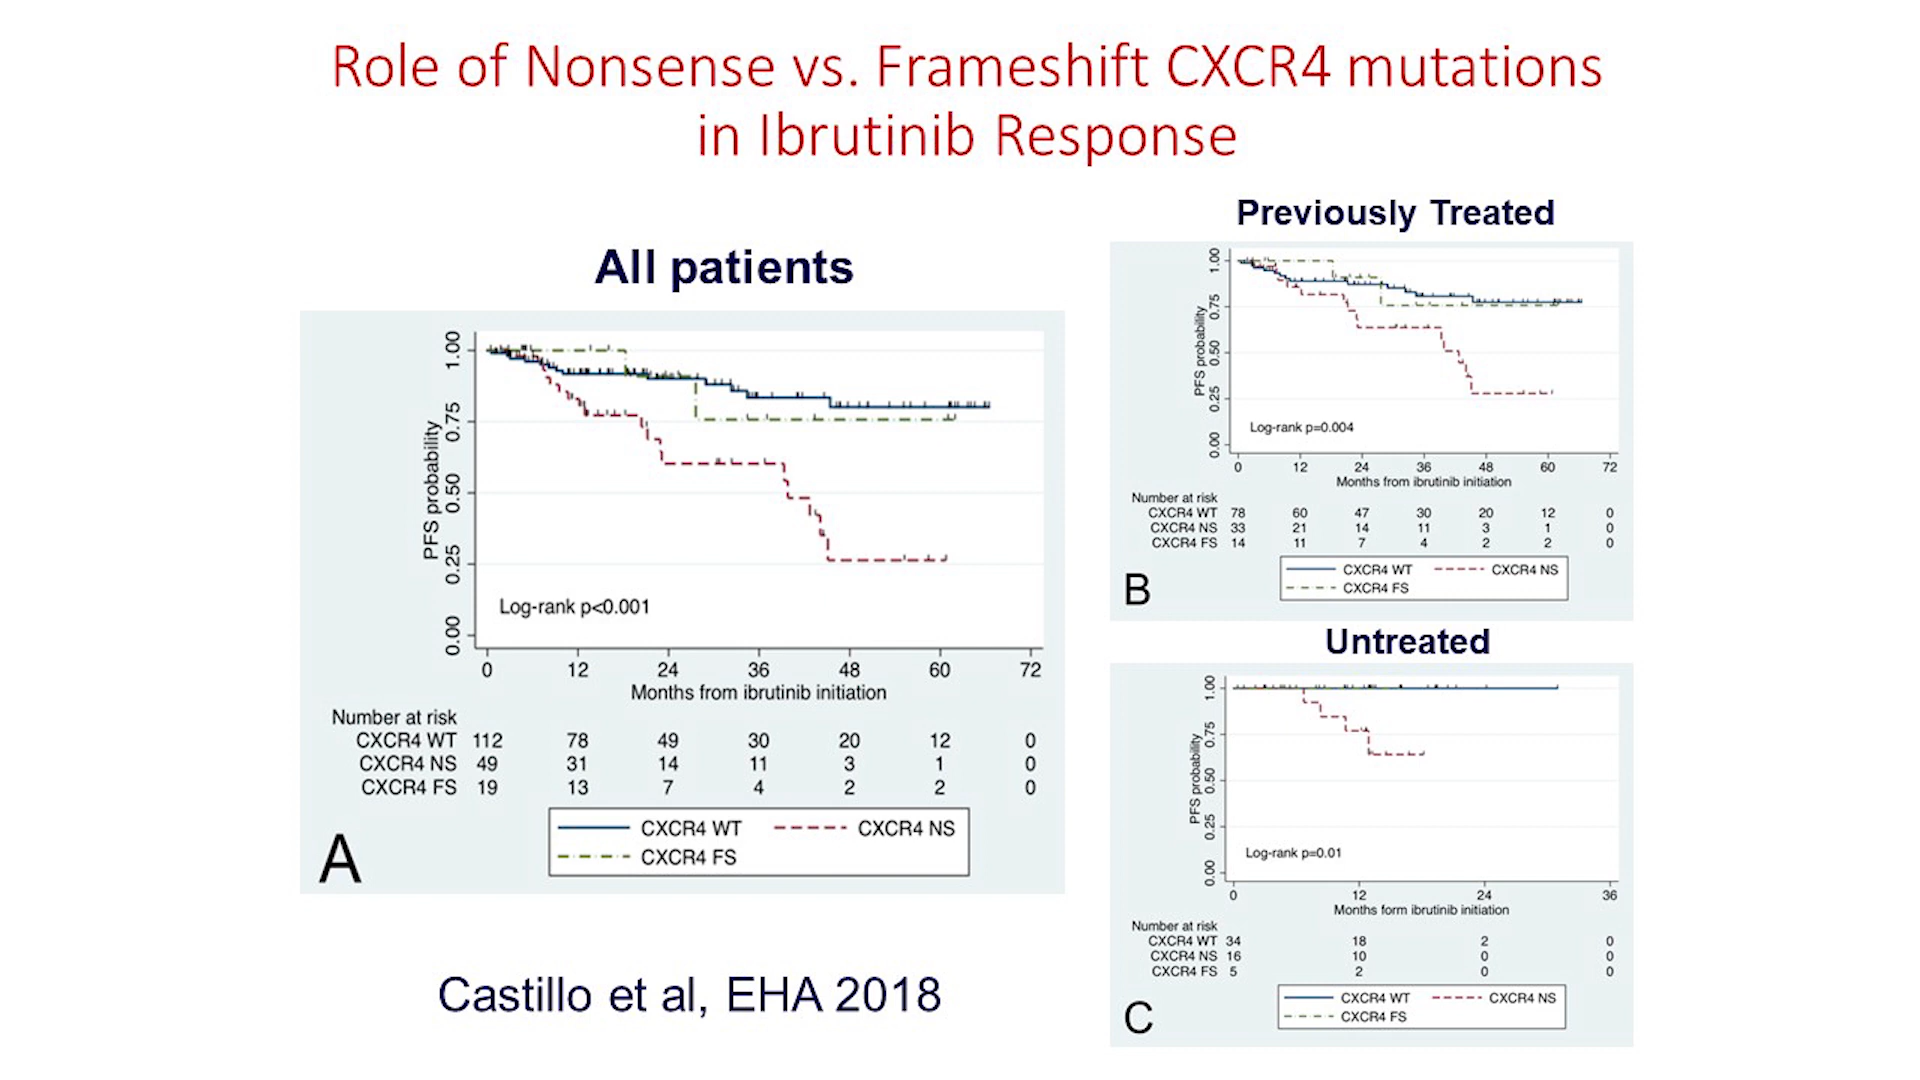 Role of Nonsense vs. Frameshift CXCR4 mutations
in Ibrutinib Response
All patients
PFS probability
1.00
0.75
0.50
0.25
0.00
Log-rank p<0.001
0 12 24 36 48 60 72
Months from ibrutinib initiation
Number at risk
CXCR4 WT 112 78 49 30 20 12 0
CXCR4 NS 49 31 14 11 3 1 0
CXCR4 FS 19 13 7 4 2 2 0
CXCR4 WT CXCR4 NS
CXCR4 FS
A
Castillo et al, EHA 2018
Previously Treated
PFS probability
1.00
0.75
0.50
0.25
0.00
Log-rank p=0.004
0 12 24 36 48 60 72
Months from ibrutinib initiation
Number at risk
CXCR4 WT 78 60 47 30 20 12 0
CXCR4 NS 33 21 14 11 3 1 0
CXCR4 FS 14 11 7 4 2 2 0
CXCR4 WT CXCR4 NS
CXCR4 FS
B
Untreated
PFS probability
1.00
0.75
0.50
0.25
0.00
Log-rank p=0.01
0 12 24 36
Months form ibrutinib initiation
Number at risk
CXCR4 WT 34 18 2 0
CXCR4 NS 16 10 0 0
CXCR4 FS 5 2 0 0
CXCR4 WT CXCR4 NS
CXCR4 FS
C